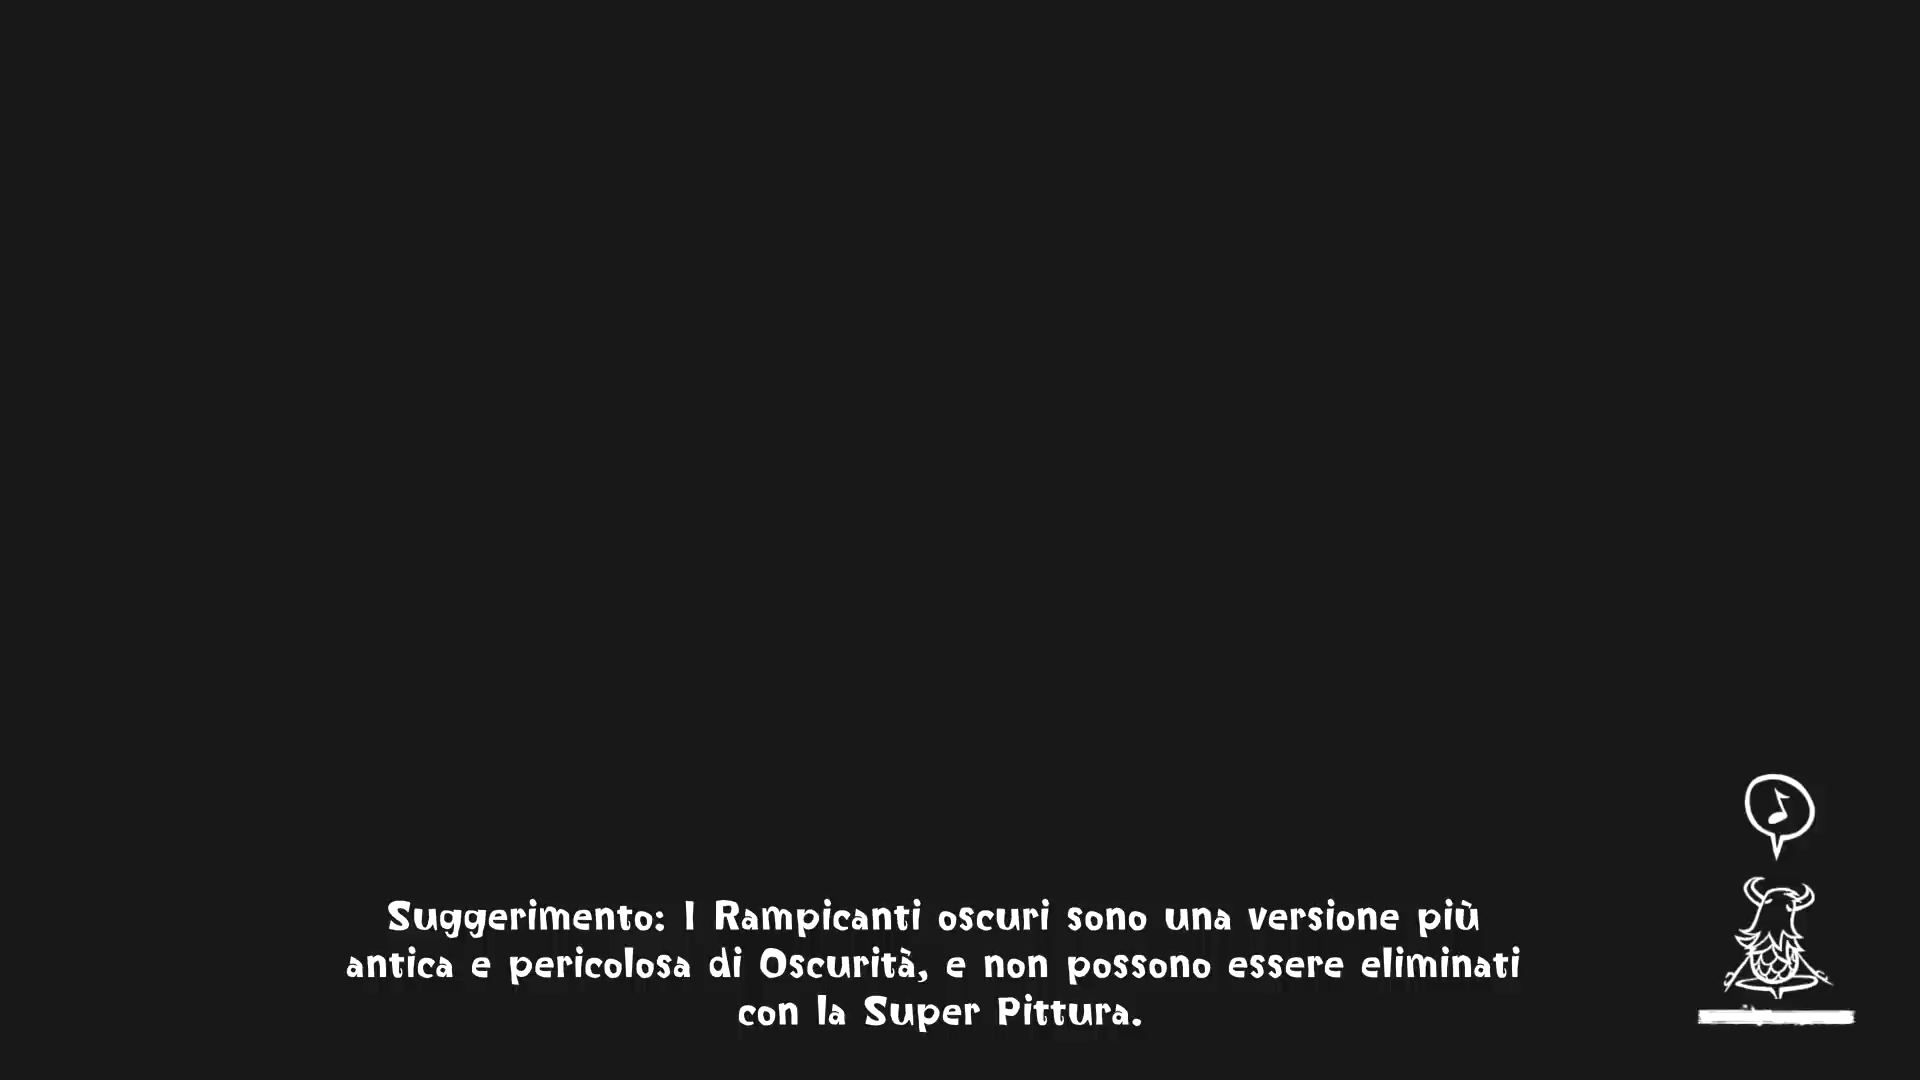 Suggerimento: I Rampicanti oscuri sono una versione più
antica e pericolosa di Oscurità, e non possono essere eliminati
con la Super Pittura.